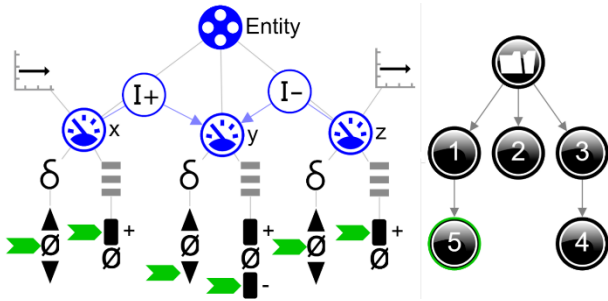 Entity
I+
I-
x
y
z
δ
δ
δ
Ø
+
Ø
Ø
+
Ø
-
Ø
+
Ø
1
2
3
5
4